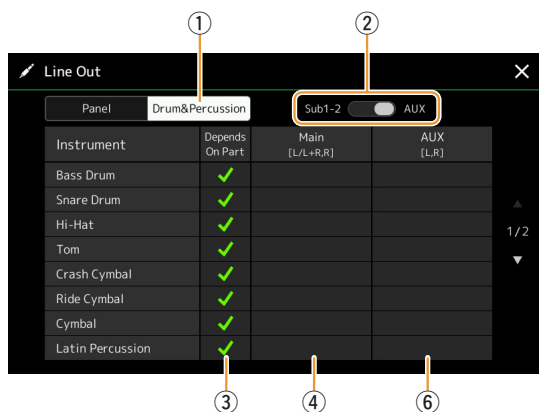 ① ②
Line Out
Panel Drum&Percussion Sub1-2 AUX
Instrument Depends On Part Main [L/L+R,R] AUX [L,R]
Bass Drum
Snare Drum
Hi-Hat
1/2
Tom
Crash Cymbal
Ride Cymbal
Cymbal
Latin Percussion
③ ④ ⑥